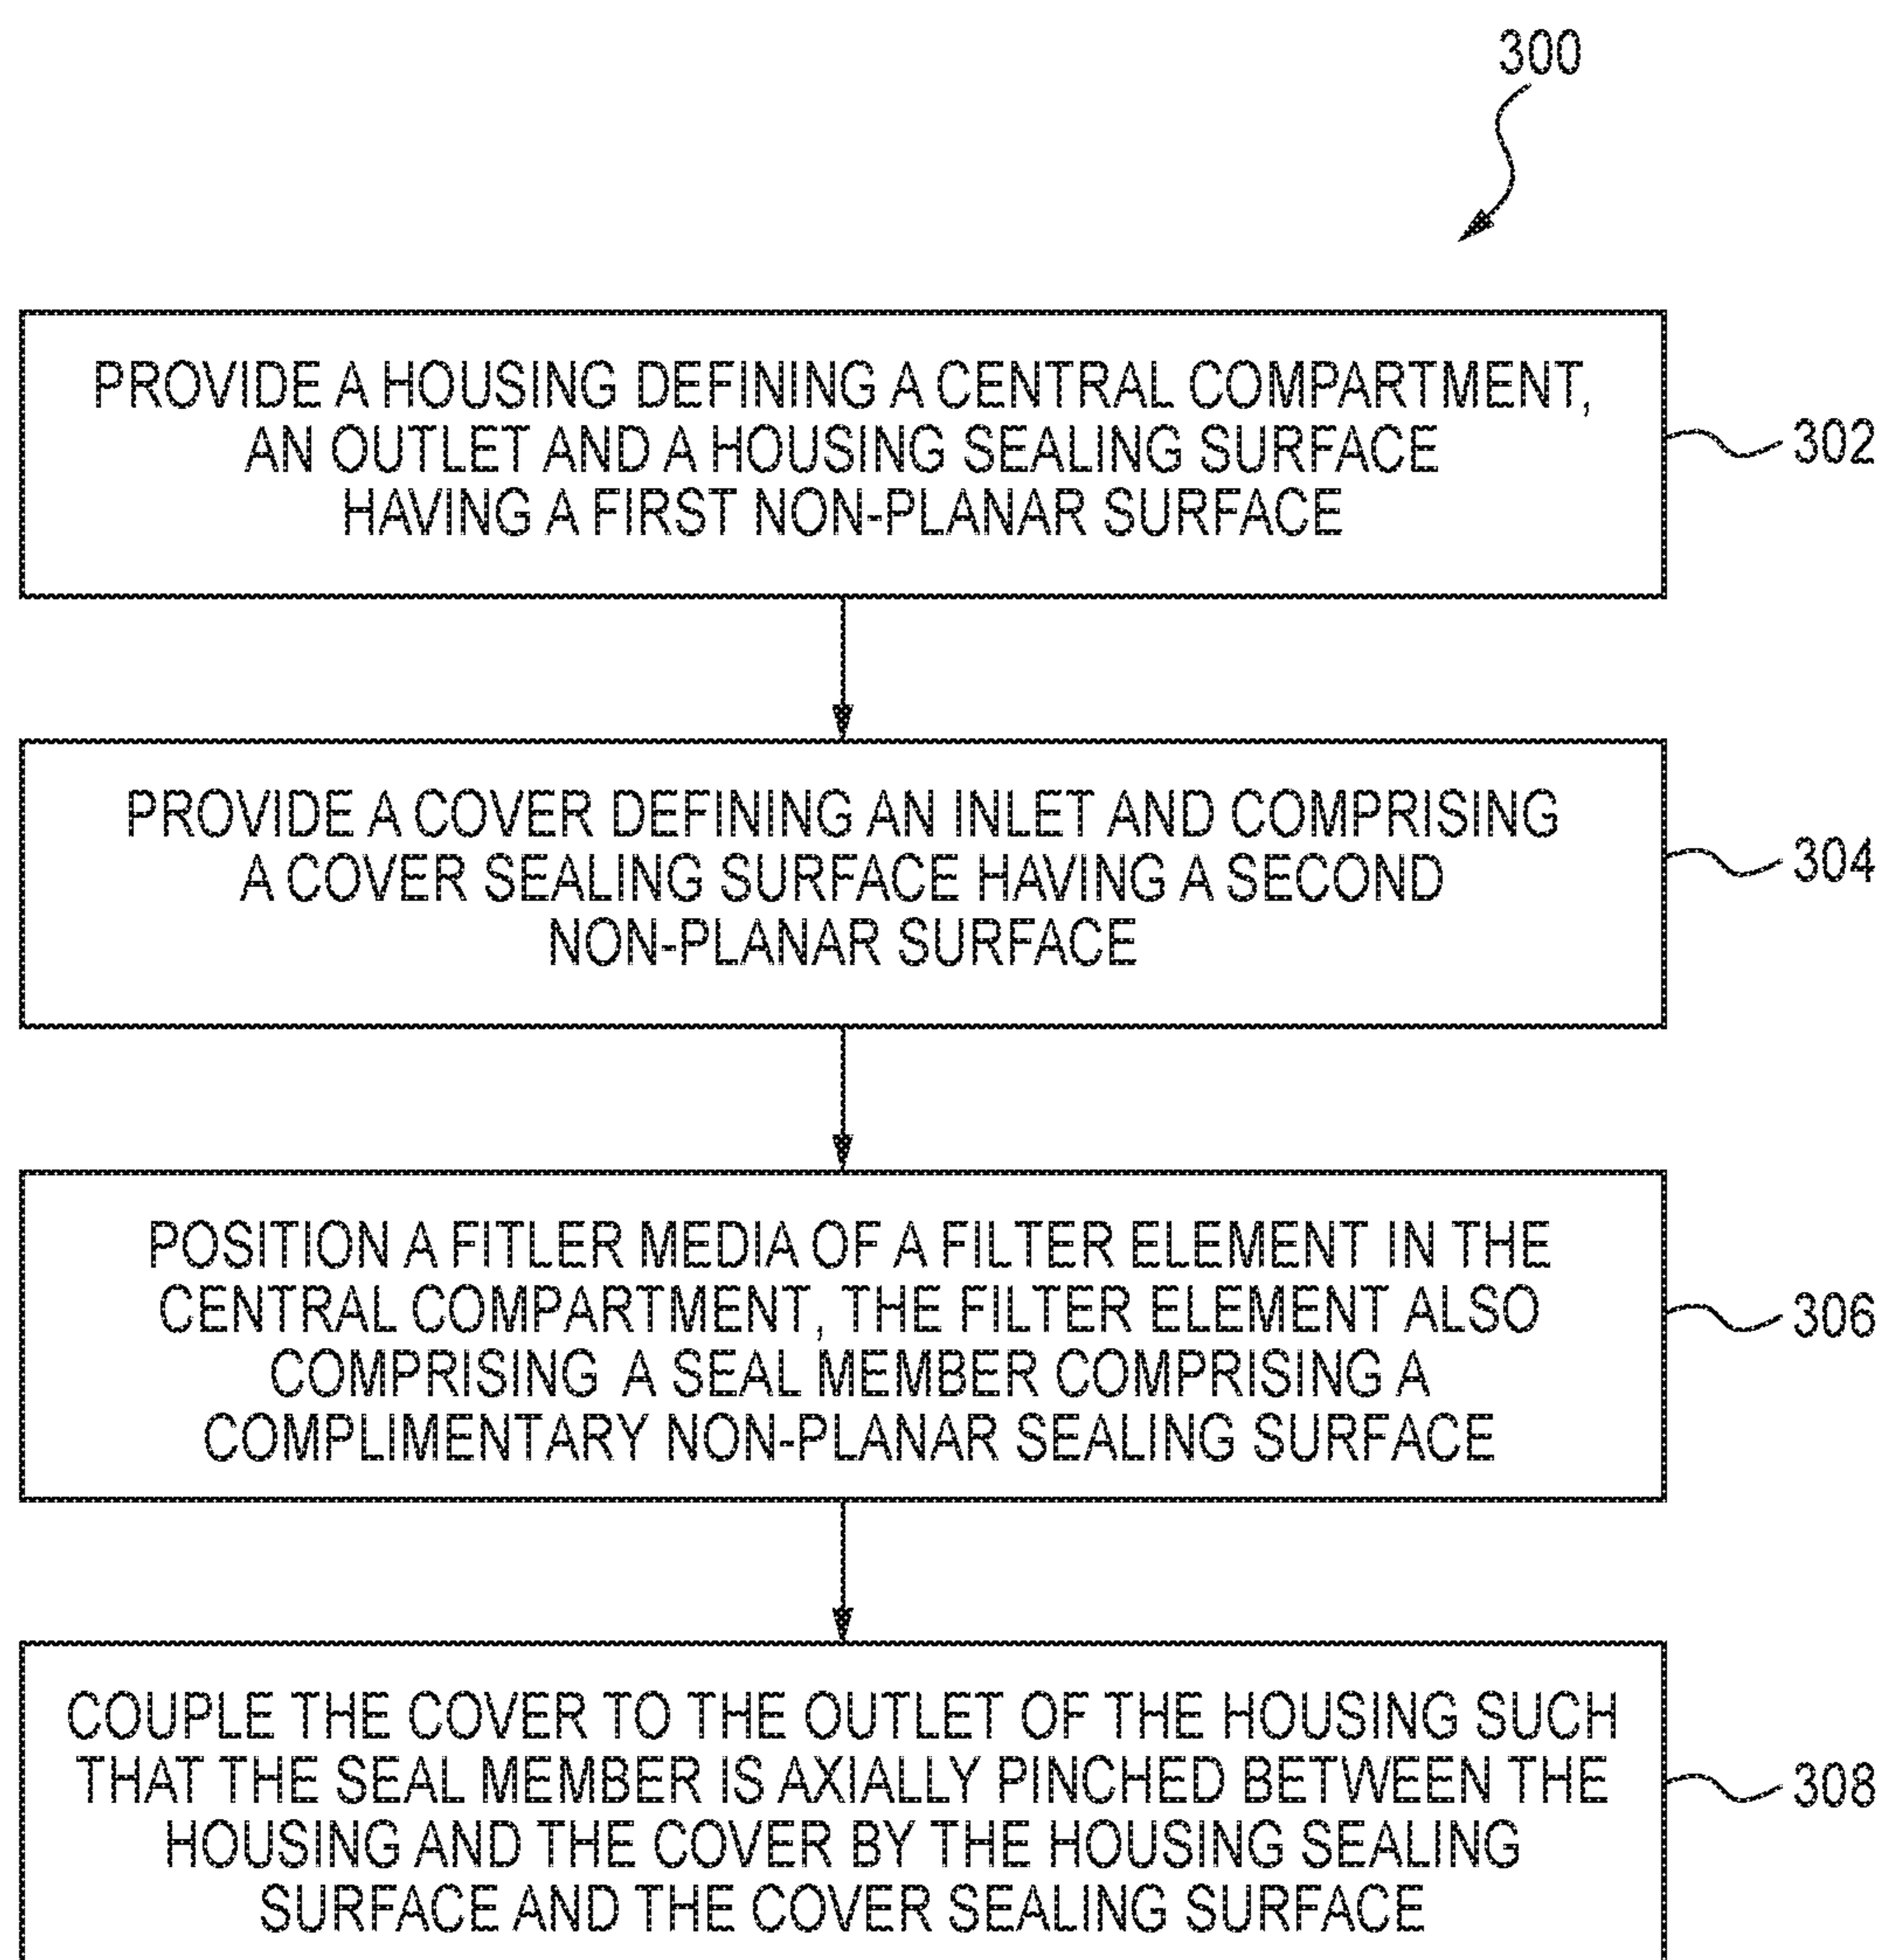 300
PROVIDE A HOUSING DEFINING A CENTRAL COMPARTMENT,
AN OUTLET AND A HOUSING SEALING SURFACE
HAVING A FIRST NON-PLANAR SURFACE
302
PROVIDE A COVER DEFINING AN INLET AND COMPRISING
A COVER SEALING SURFACE HAVING A SECOND
NON-PLANAR SURFACE
304
POSITION A FITLER MEDIA OF A FILTER ELEMENT IN THE
CENTRAL COMPARTMENT, THE FILTER ELEMENT ALSO
COMPRISING A SEAL MEMBER COMPRISING A
COMPLIMENTARY NON-PLANAR SEALING SURFACE
306
COUPLE THE COVER TO THE OUTLET OF THE HOUSING SUCH
THAT THE SEAL MEMBER IS AXIALLY PINCHED BETWEEN THE
HOUSING AND THE COVER BY THE HOUSING SEALING
SURFACE AND THE COVER SEALING SURFACE
308